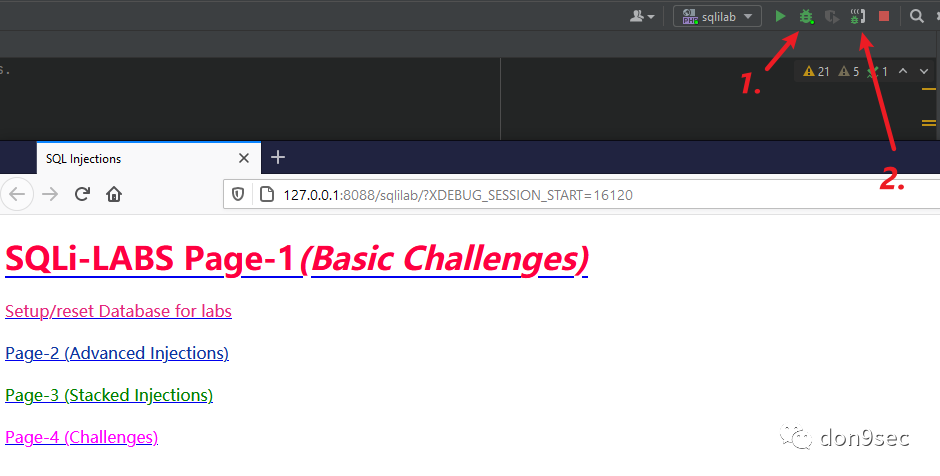 sqlilab
s.
1.
21 5 1
SQL Injections
2.
127.0.0.1:8088/sqlilab/?XDEBUG_SESSION_START=16120
SQLi-LABS Page-1(Basic Challenges)
Setup/reset Database for labs
Page-2 (Advanced Injections)
Page-3 (Stacked Injections)
Page-4 (Challenges)
don9sec